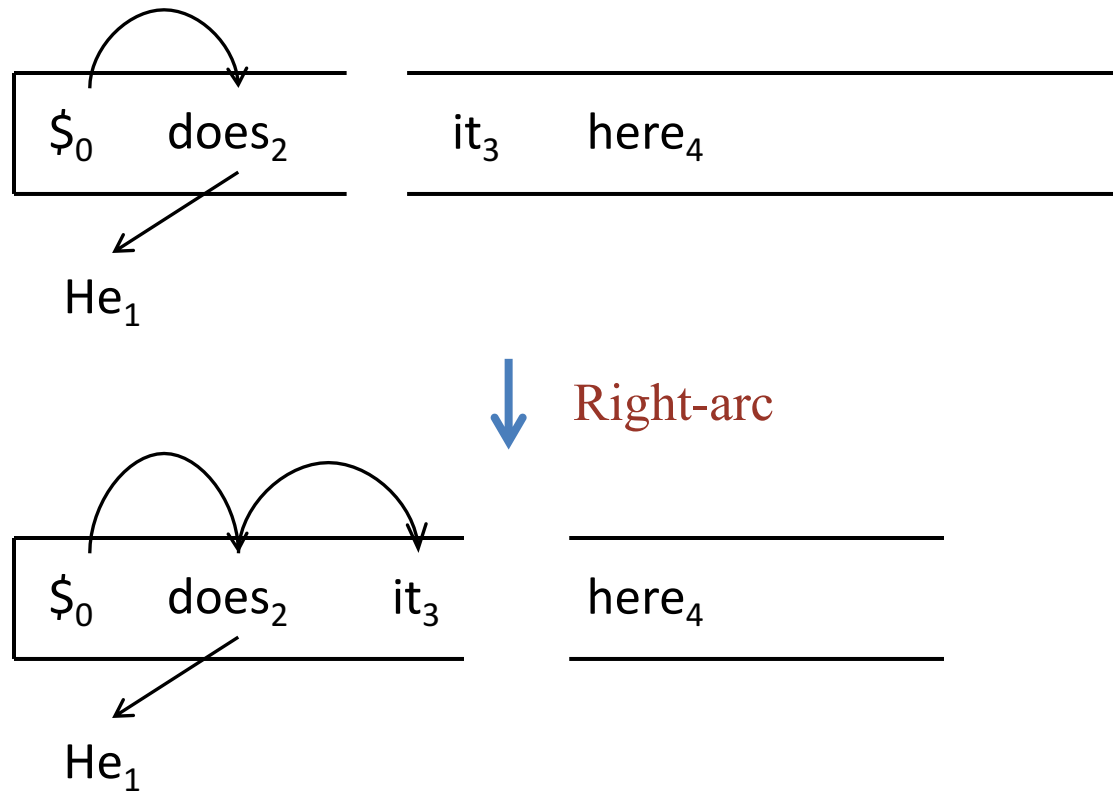 $₀ does₂ it₃ here₄
He₁
Right-arc
$₀ does₂ it₃ here₄
He₁